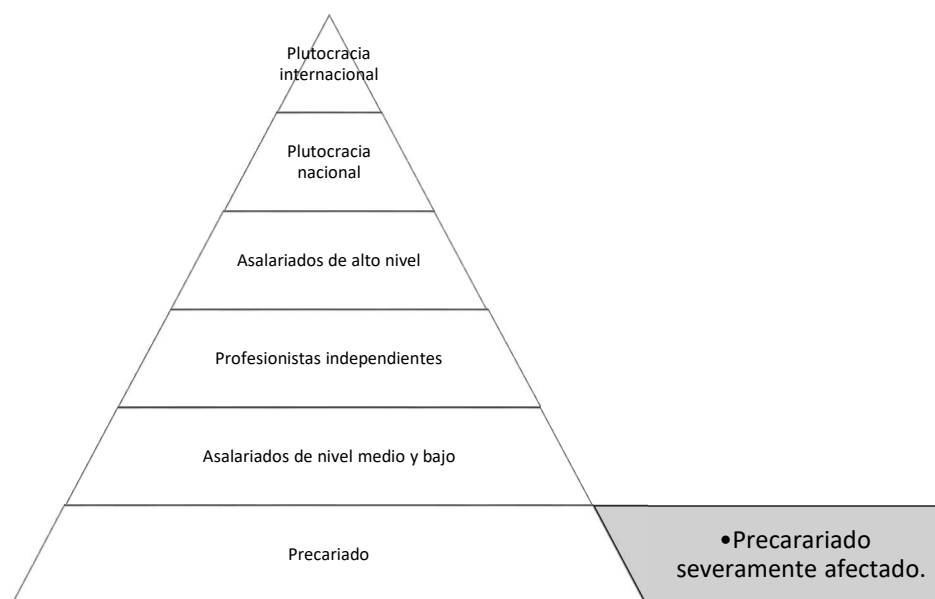 Plutocracia
internacional
Plutocracia
nacional
Asalariados de alto nivel
Profesionistas independientes
Asalariados de nivel medio y bajo
Precariado
•Precarariado
severamente afectado.